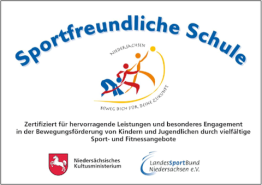 Sportfreundliche Schule
NIEDERSACHSEN
BEWEG DICH FÜR DEINE ZUKUNFT
Zertifiziert für hervorragende Leistungen und besonderes Engagement
in der Bewegungsförderung von Kindern und Jugendlichen durch vielfältige
Sport- und Fitnessangebote
Niedersächsisches
Kultusministerium
LandesSportBund
Niedersachsen e.V.